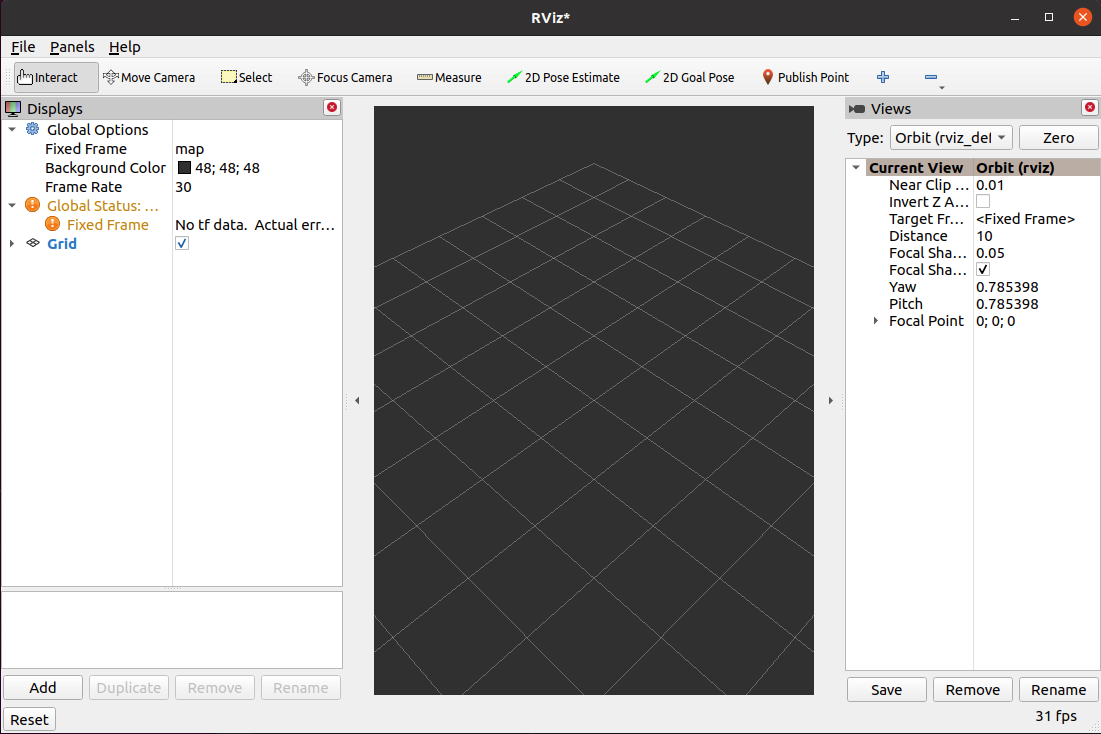 RViz*
File Panels Help
Interact Move Camera Select Focus Camera Measure 2D Pose Estimate 2D Goal Pose Publish Point
Displays
Global Options
Fixed Frame map
Background Color 48; 48; 48
Frame Rate 30
Global Status: ...
Fixed Frame No tf data.  Actual err...
Grid
Add Duplicate Remove Rename
Reset
Views
Type: Orbit (rviz_def Zero
Current View Orbit (rviz)
Near Clip ... 0.01
Invert Z A...
Target Fr... <Fixed Frame>
Distance 10
Focal Sha... 0.05
Focal Sha...
Yaw 0.785398
Pitch 0.785398
Focal Point 0; 0; 0
Save Remove Rename
31 fps